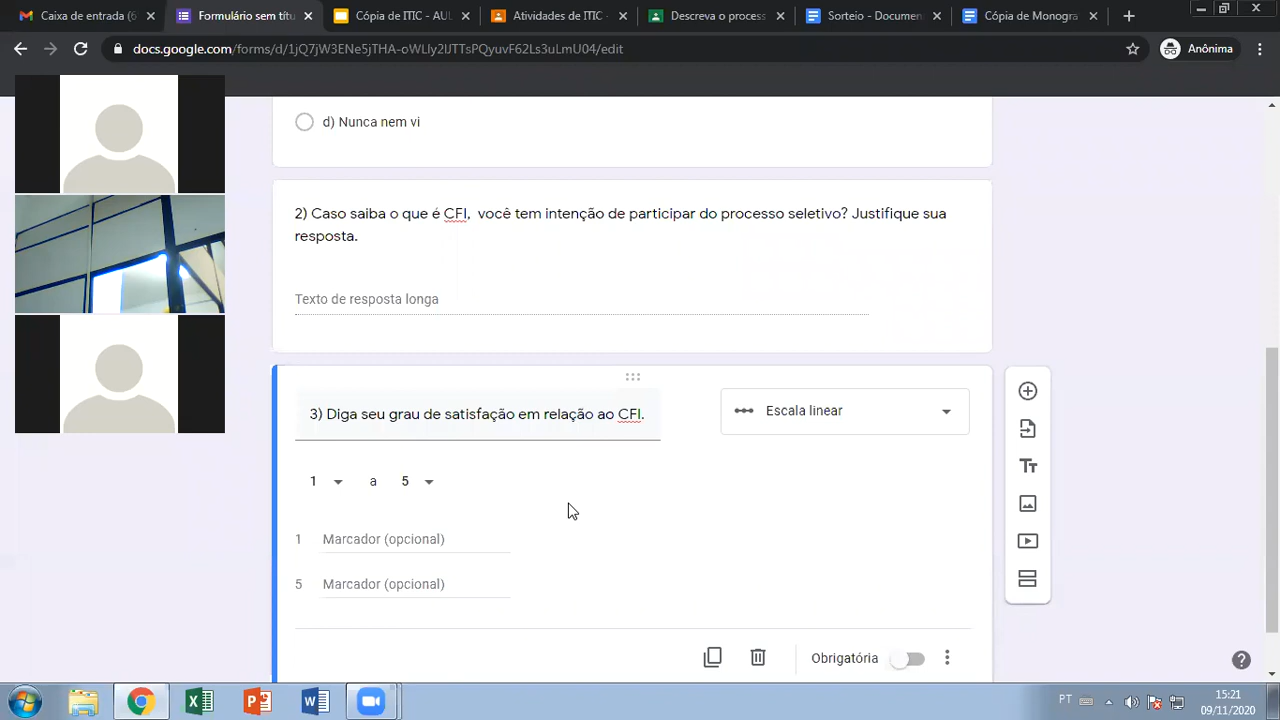 Caixa de entrada (6
Formulário sem títu
Cópia de ITIC - AUL
Atividades de ITIC -
Descreva o process
Sorteio - Documen
Cópia de Monogra
docs.google.com/forms/d/1jQ7jW3ENe5jTHA-oWLly2lJTTsPQyuvF62Ls3uLmU04/edit
Anônima
d) Nunca nem vi
2) Caso saiba o que é CFI, você tem intenção de participar do processo seletivo? Justifique sua
resposta.
Texto de resposta longa
3) Diga seu grau de satisfação em relação ao CFI.
Escala linear
1 a 5
1 Marcador (opcional)
5 Marcador (opcional)
Obrigatória
PT
15:21
09/11/2020